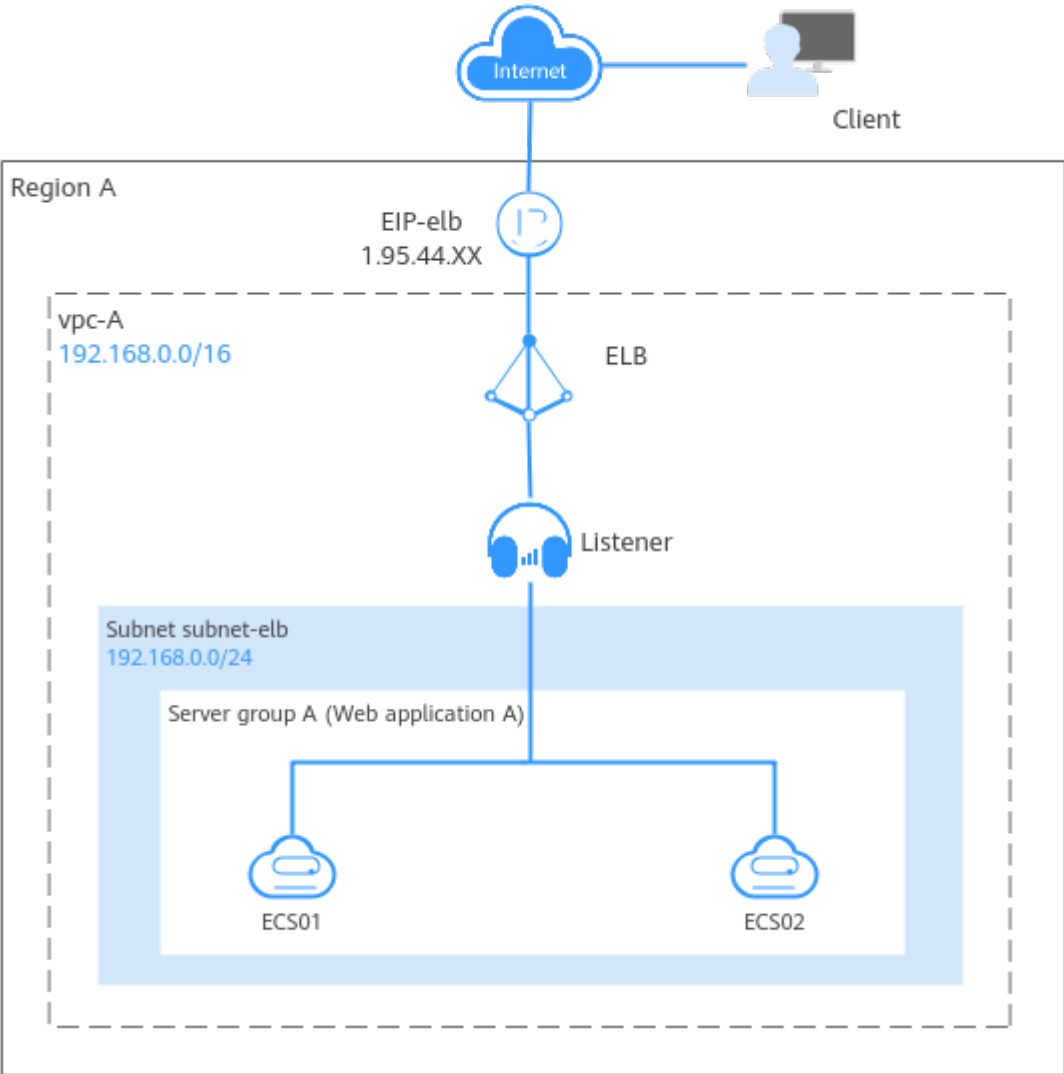 Internet
Client
Region A
EIP-elb
1.95.44.XX
vpc-A
192.168.0.0/16
ELB
Listener
Subnet subnet-elb
192.168.0.0/24
Server group A (Web application A)
ECS01
ECS02